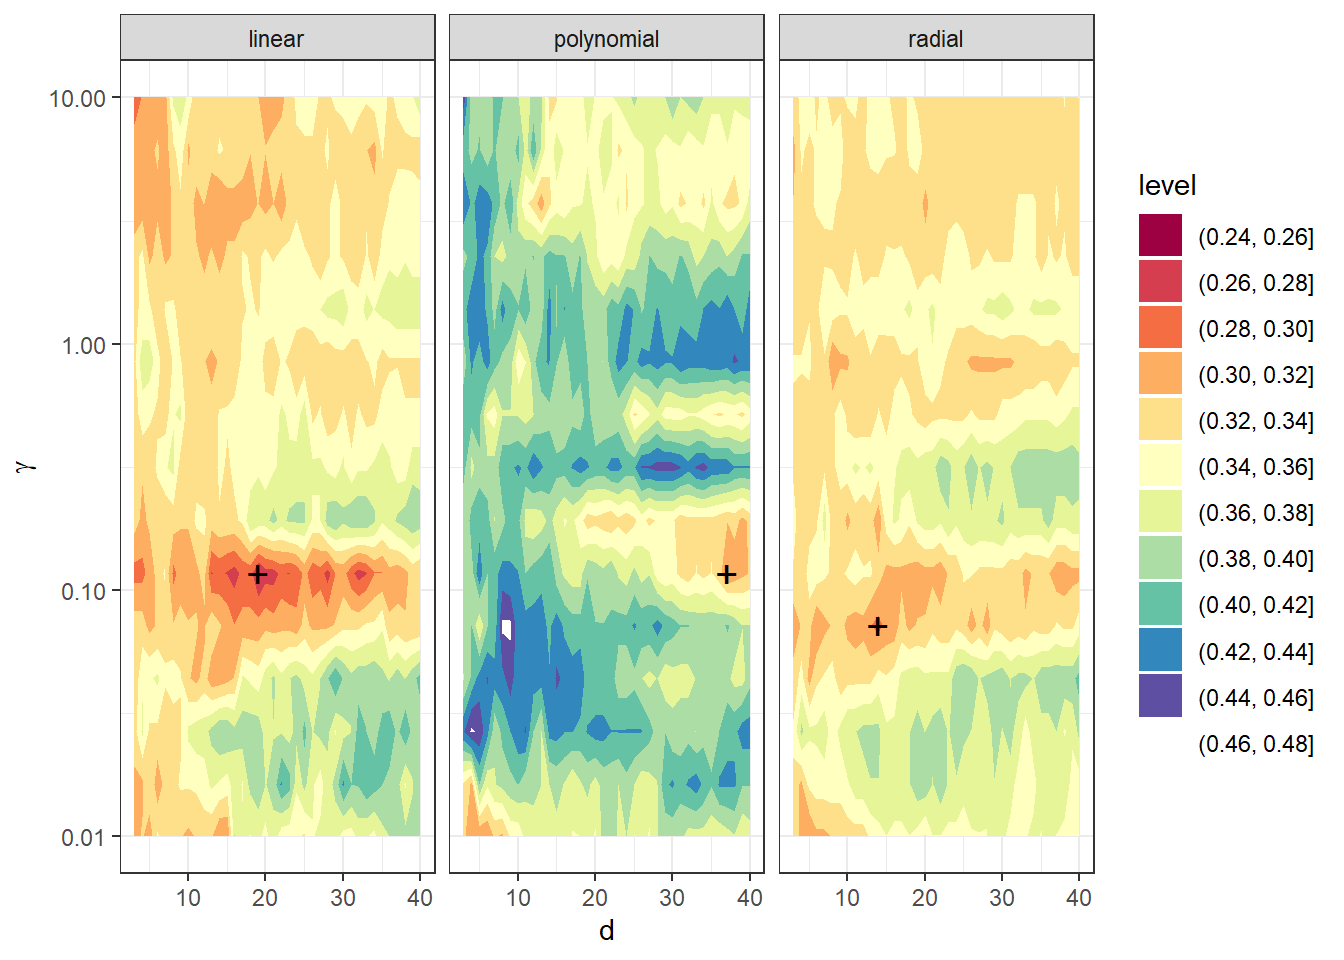 linear
polynomial
radial
10.00
1.00
0.10
0.01
γ
10 20 30 40
10 20 30 40
10 20 30 40
d
level
(0.24, 0.26]
(0.26, 0.28]
(0.28, 0.30]
(0.30, 0.32]
(0.32, 0.34]
(0.34, 0.36]
(0.36, 0.38]
(0.38, 0.40]
(0.40, 0.42]
(0.42, 0.44]
(0.44, 0.46]
(0.46, 0.48]